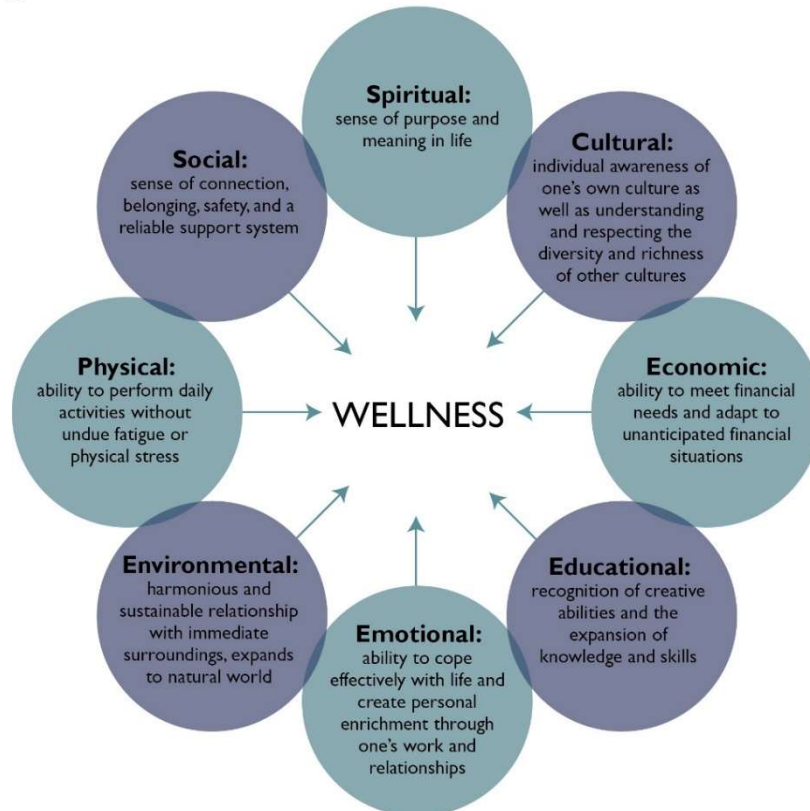 Spiritual:
sense of purpose and
meaning in life
Cultural:
individual awareness of
one's own culture as
well as understanding
and respecting the
diversity and richness
of other cultures
Economic:
ability to meet financial
needs and adapt to
unanticipated financial
situations
Educational:
recognition of creative
abilities and the
expansion of
knowledge and skills
Emotional:
ability to cope
effectively with life and
create personal
enrichment through
one's work and
relationships
Environmental:
harmonious and
sustainable relationship
with immediate
surroundings, expands
to natural world
Physical:
ability to perform daily
activities without
undue fatigue or
physical stress
Social:
sense of connection,
belonging, safety, and a
reliable support system
WELLNESS